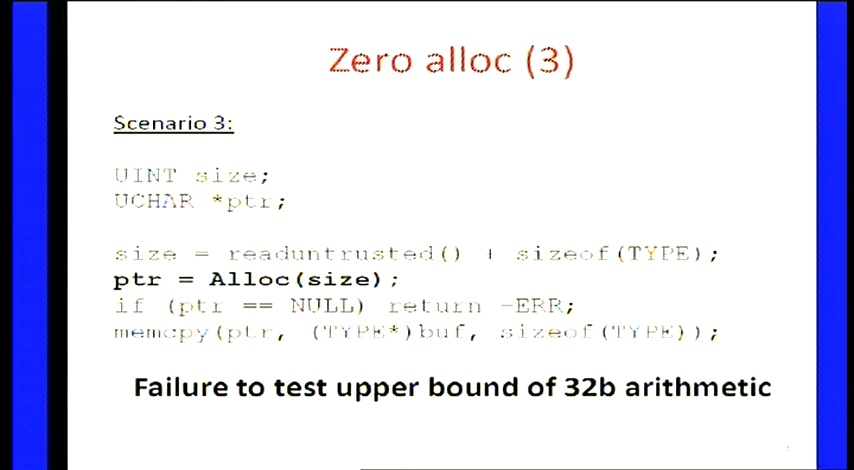 Zero alloc (3)
Scenario 3:
UINT size;
UCHAR *ptr;
size = readuntrusted() + sizeof(TYPE);
ptr = Alloc(size);
if (ptr == NULL) return -ERR;
memcpy(ptr, (TYPE*)buf, sizeof(TYPE));
Failure to test upper bound of 32b arithmetic